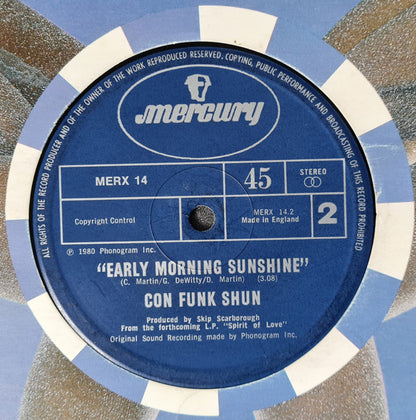 ALL RIGHTS OF THE RECORD PRODUCER AND OF THE OWNER OF THE WORK REPRODUCED RESERVED, COPYING, PUBLIC PERFORMANCE AND BROADCASTING OF THIS RECORD PROHIBITED
mercury
MERX 14
45
STEREO
Copyright Control
MERX 14.2
Made in England
2
℗ 1980 Phonogram Inc.
"EARLY MORNING SUNSHINE"
(C. Martin/G. DeWitty/D. Martin) (3.08)
CON FUNK SHUN
Produced by Skip Scarborough
From the forthcoming L.P. "Spirit of Love"
Original Sound Recording made by Phonogram Inc.